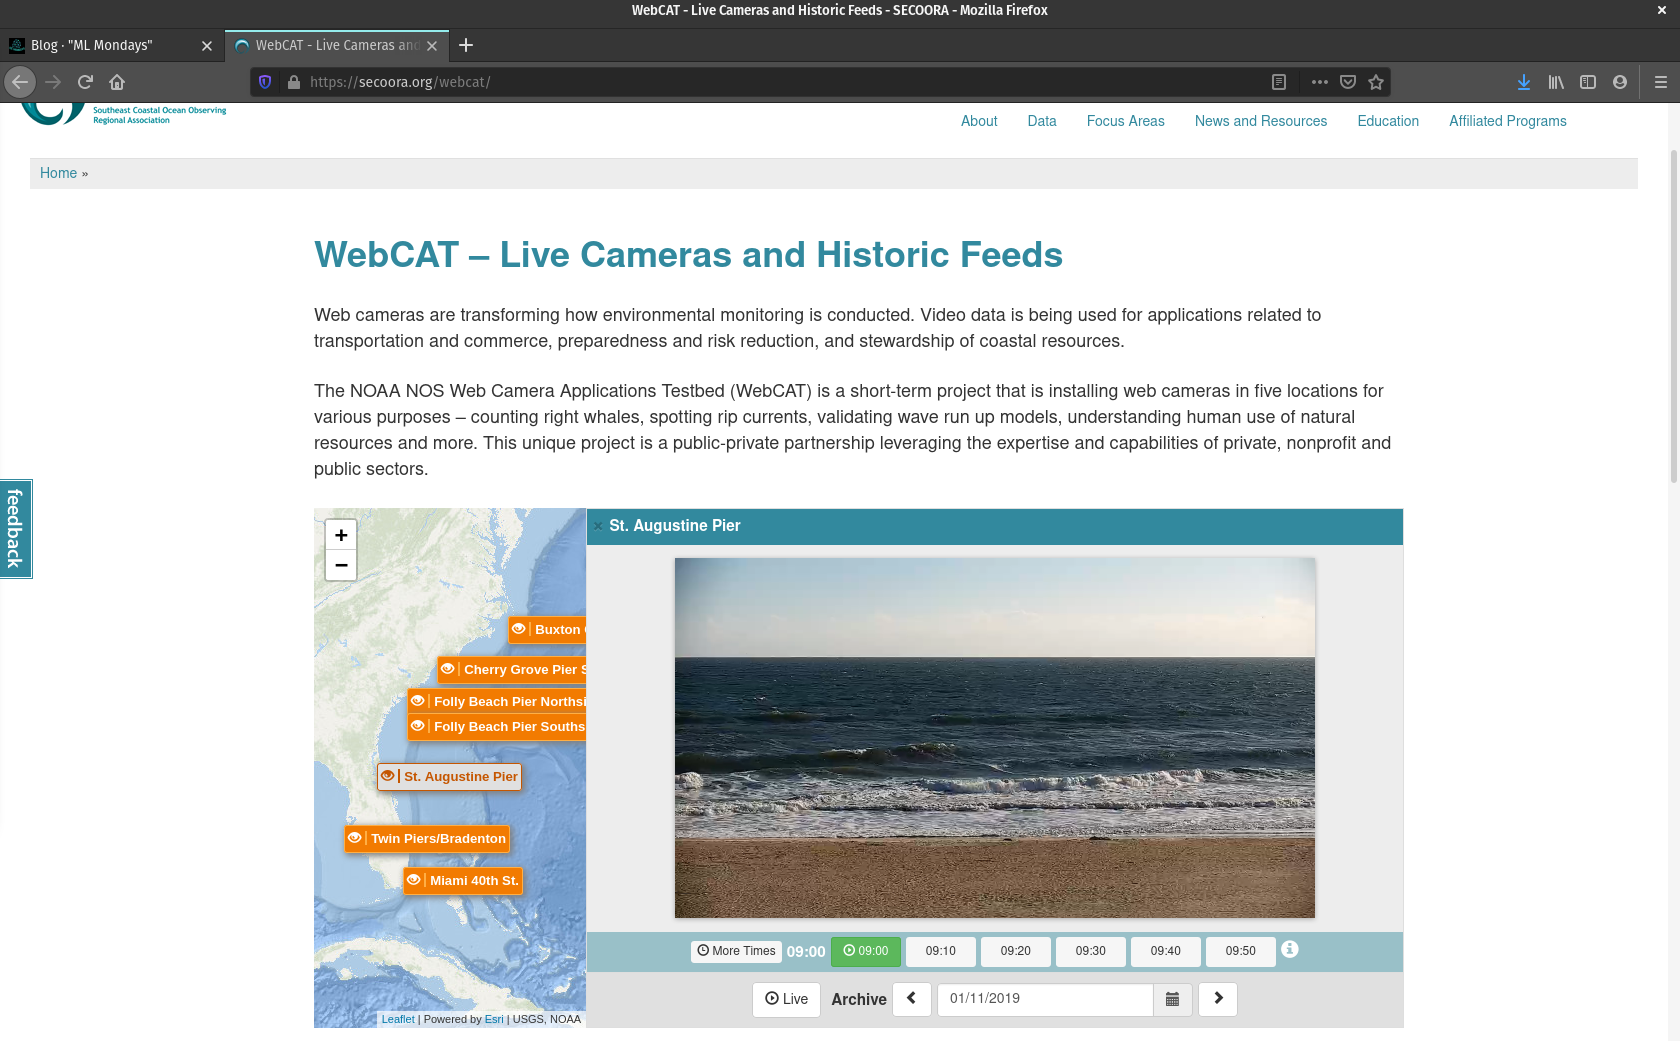 WebCAT - Live Cameras and Historic Feeds - SECOORA - Mozilla Firefox
Blog · "ML Mondays"
WebCAT - Live Cameras and
https://secoora.org/webcat/
Southeast Coastal Ocean Observing
Regional Association
About Data Focus Areas News and Resources Education Affiliated Programs
Home »
WebCAT – Live Cameras and Historic Feeds
Web cameras are transforming how environmental monitoring is conducted. Video data is being used for applications related to
transportation and commerce, preparedness and risk reduction, and stewardship of coastal resources.
The NOAA NOS Web Camera Applications Testbed (WebCAT) is a short-term project that is installing web cameras in five locations for
various purposes – counting right whales, spotting rip currents, validating wave run up models, understanding human use of natural
resources and more. This unique project is a public-private partnership leveraging the expertise and capabilities of private, nonprofit and
public sectors.
feedback
+
−
Buxton
Cherry Grove Pier S
Folly Beach Pier Northsi
Folly Beach Pier Souths
St. Augustine Pier
Twin Piers/Bradenton
Miami 40th St.
Leaflet | Powered by Esri | USGS, NOAA
× St. Augustine Pier
More Times 09:00 09:00 09:10 09:20 09:30 09:40 09:50
Live Archive 01/11/2019